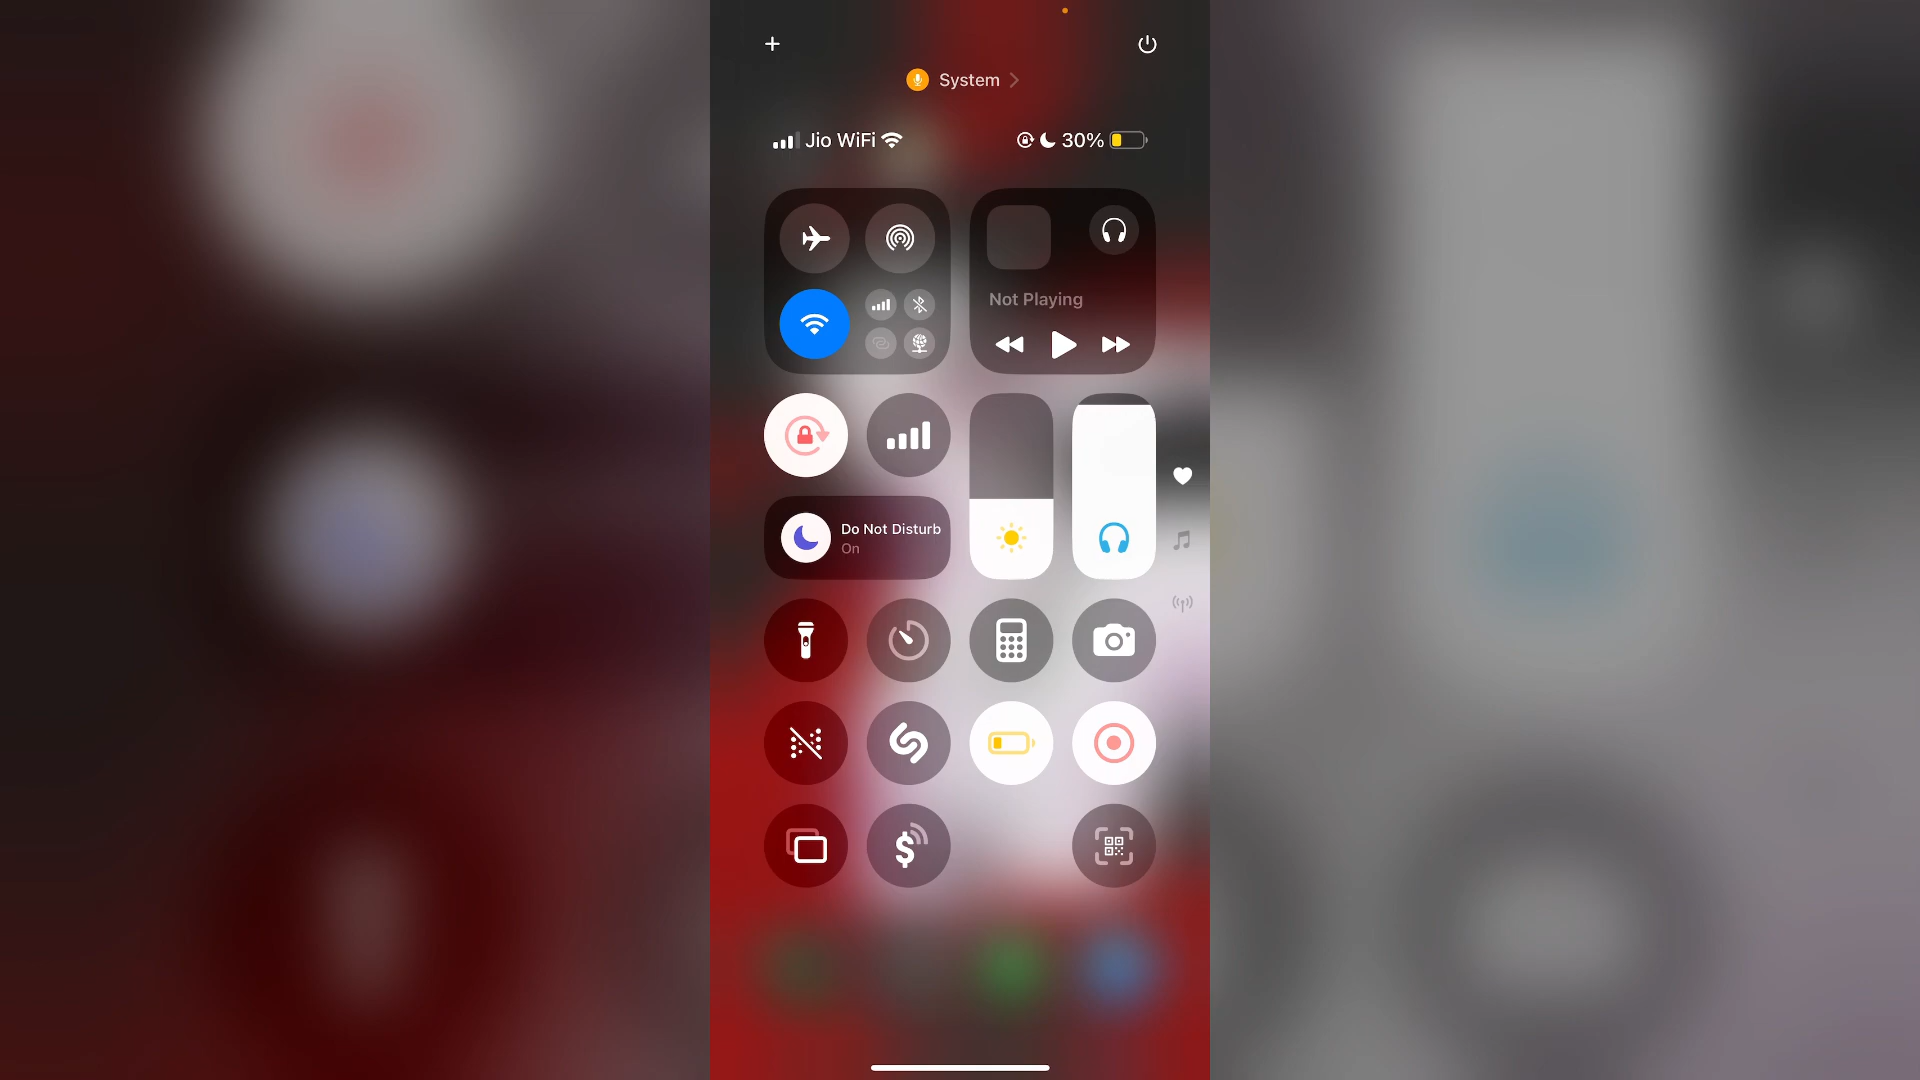 System
Jio WiFi 30%
Not Playing
Do Not Disturb
On